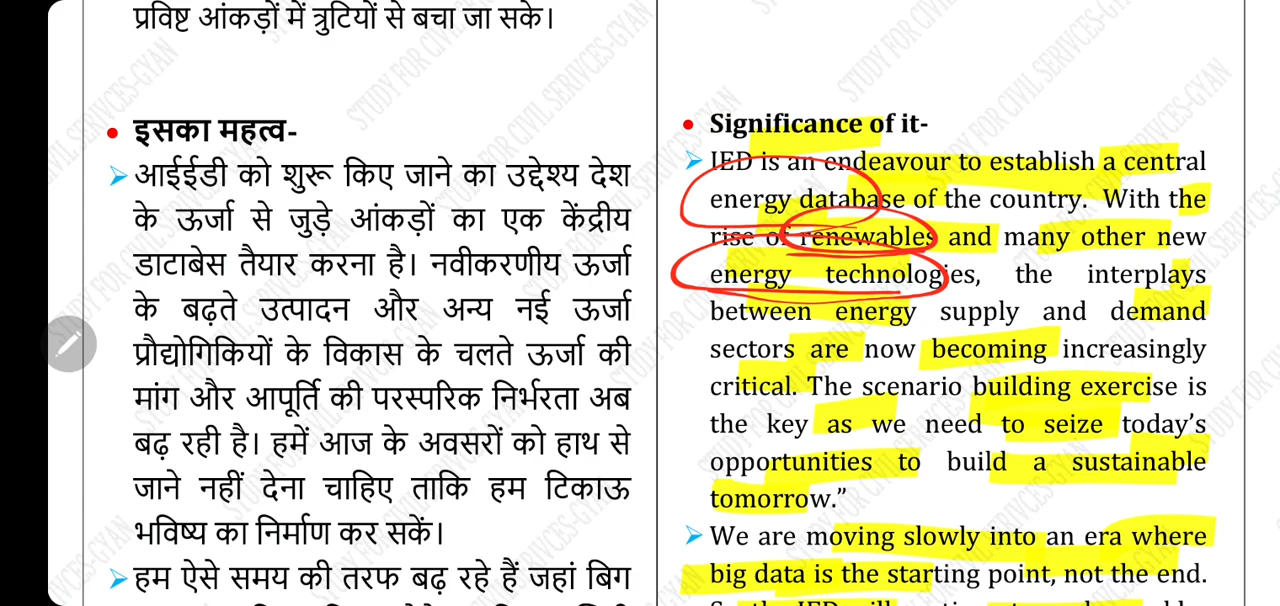 प्रविष्ट आंकड़ों में त्रुटियों से बचा जा सके।
इसका महत्व-
आईईडी को शुरू किए जाने का उद्देश्य देश
के ऊर्जा से जुड़े आंकड़ों का एक केंद्रीय
डाटाबेस तैयार करना है। नवीकरणीय ऊर्जा
के बढ़ते उत्पादन और अन्य नई ऊर्जा
प्रौद्योगिकियों के विकास के चलते ऊर्जा की
मांग और आपूर्ति की परस्परिक निर्भरता अब
बढ़ रही है। हमें आज के अवसरों को हाथ से
जाने नहीं देना चाहिए ताकि हम टिकाऊ
भविष्य का निर्माण कर सकें।
हम ऐसे समय की तरफ बढ़ रहे हैं जहां बिग
Significance of it-
IED is an endeavour to establish a central
energy database of the country. With the
rise of renewables and many other new
energy technologies, the interplays
between energy supply and demand
sectors are now becoming increasingly
critical. The scenario building exercise is
the key as we need to seize today’s
opportunities to build a sustainable
tomorrow.”
We are moving slowly into an era where
big data is the starting point, not the end.
STUDY FOR CIVIL SERIVCES-GYAN